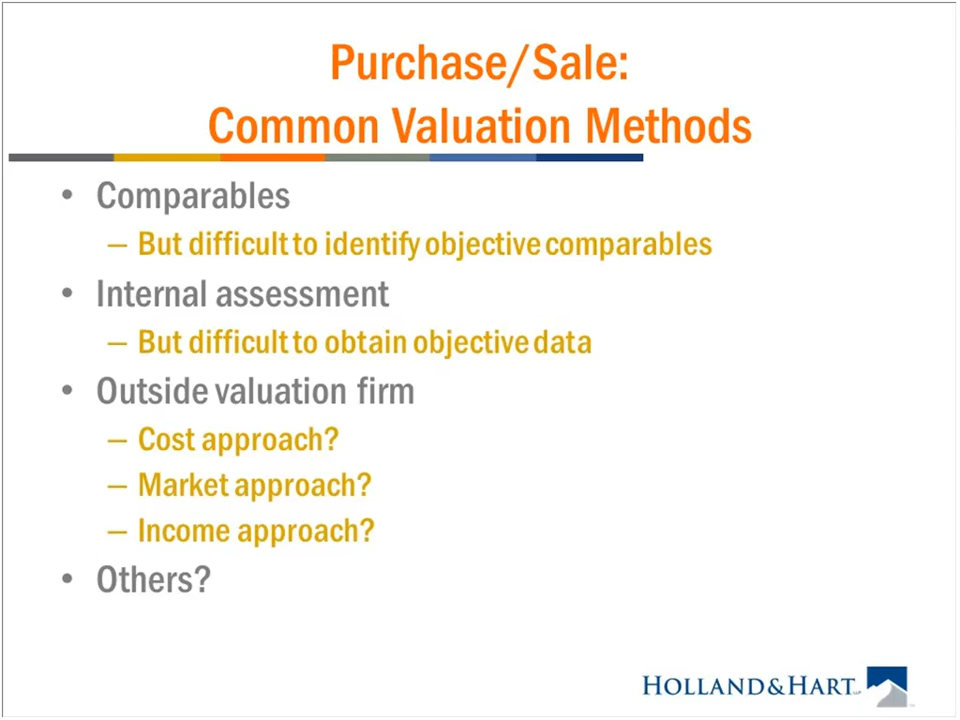 Purchase/Sale:
Common Valuation Methods
• Comparables
– But difficult to identify objective comparables
• Internal assessment
– But difficult to obtain objective data
• Outside valuation firm
– Cost approach?
– Market approach?
– Income approach?
• Others?
HOLLAND&HART